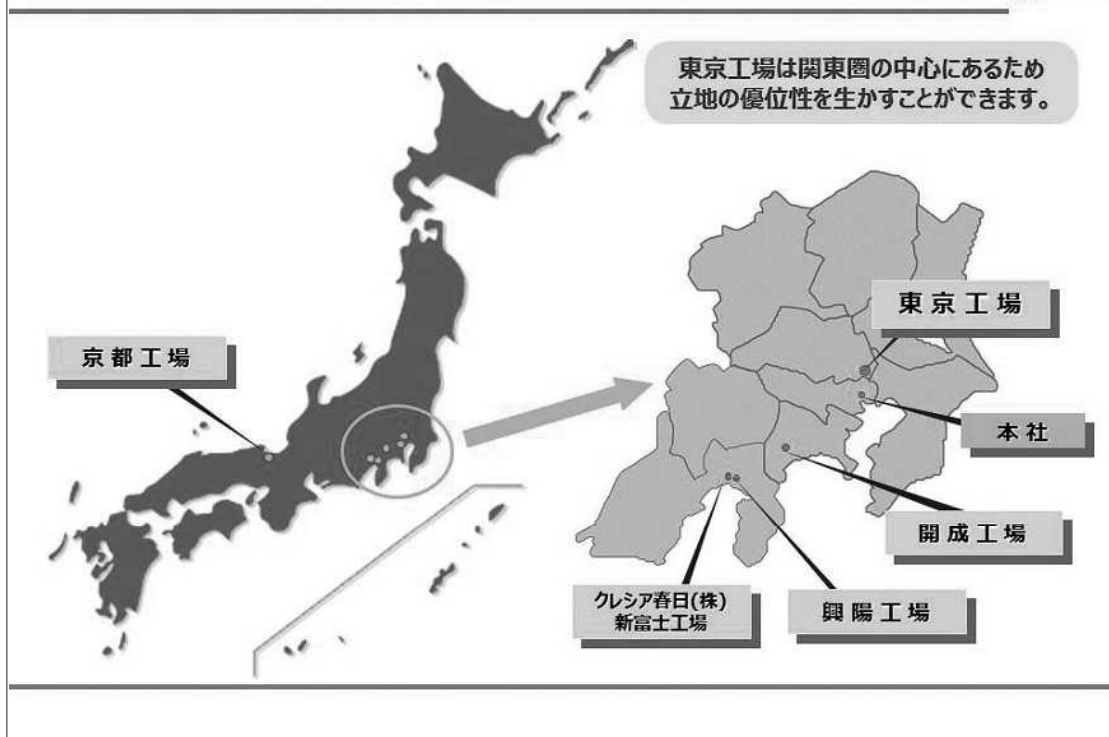 東京工場は関東圏の中心にあるため
立地の優位性を生かすことができます。
京都工場
東京工場
本社
開成工場
クレシア春日(株)
新富士工場
興陽工場